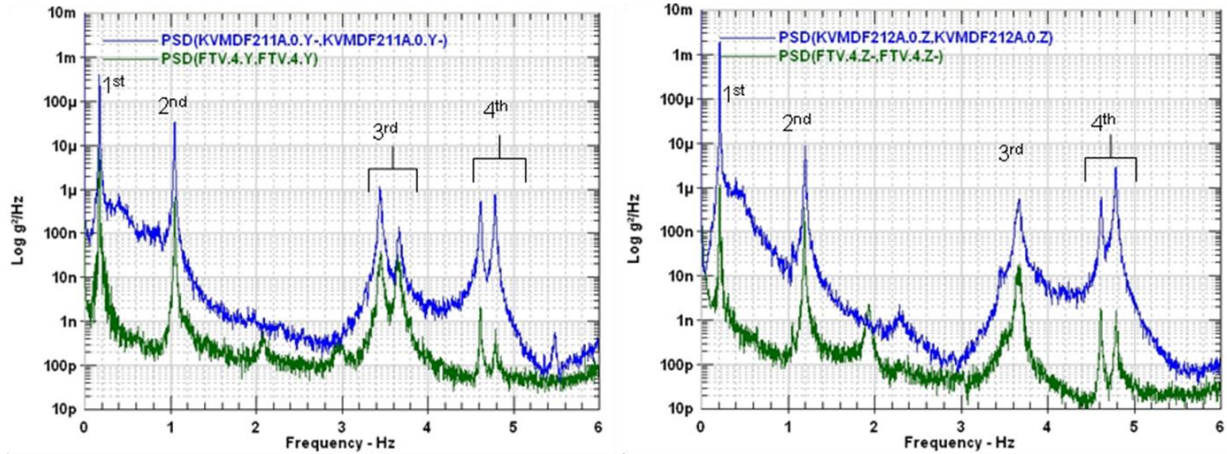 10m
1m
100µ
10µ
1µ
100n
10n
1n
100p
10p
Log g²/Hz
PSD(KVMDF211A.0.Y-,KVMDF211A.0.Y-)
PSD(FTV.4.Y,FTV.4.Y)
1st
2nd
3rd
4th
0 1 2 3 4 5 6
Frequency - Hz
10m
1m
100µ
10µ
1µ
100n
10n
1n
100p
10p
Log g²/Hz
PSD(KVMDF212A.0.Z,KVMDF212A.0.Z)
PSD(FTV.4.Z-,FTV.4.Z-)
1st
2nd
3rd
4th
0 1 2 3 4 5 6
Frequency - Hz